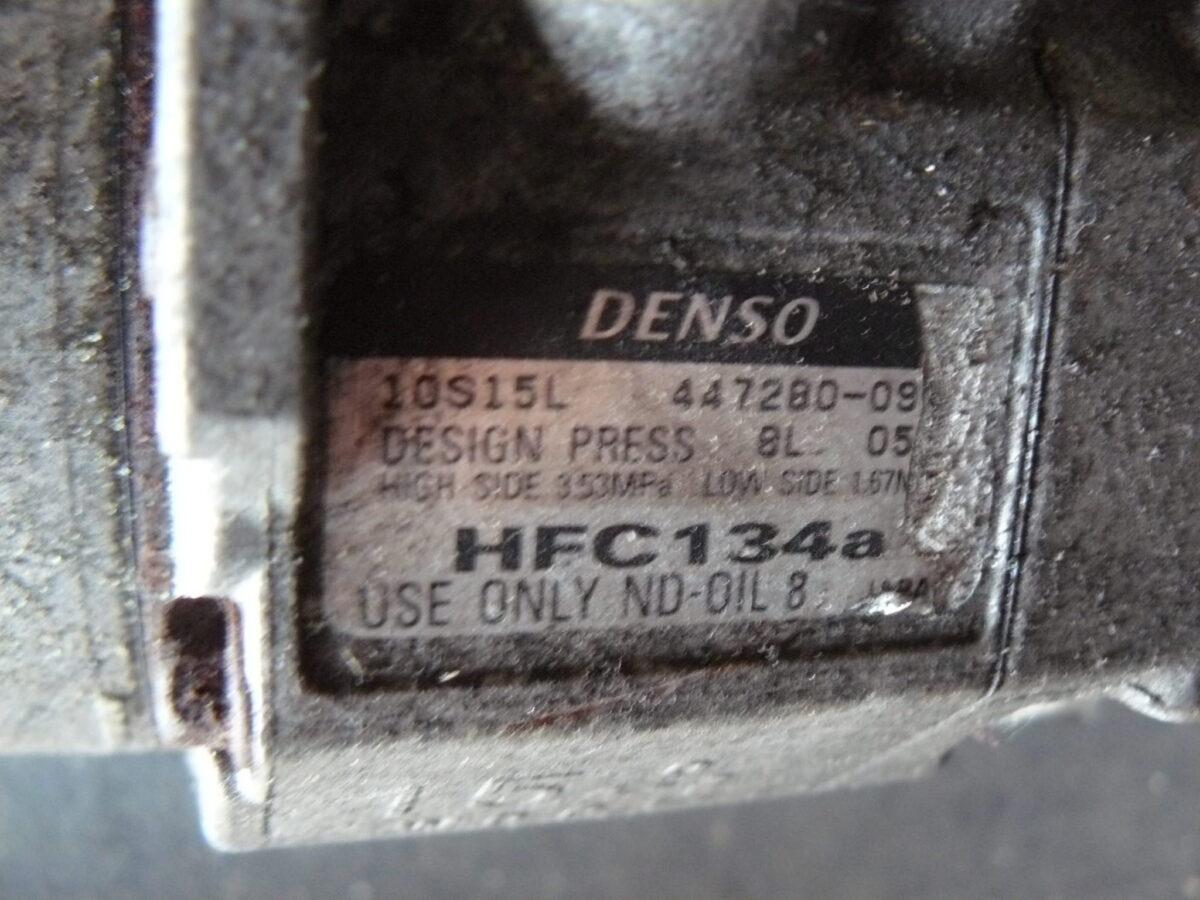 DENSO
10S15L 447280-09
DESIGN PRESS 8L 05
HIGH SIDE 3.53MPa LOW SIDE 1.67M
HFC134a
USE ONLY ND-OIL 8